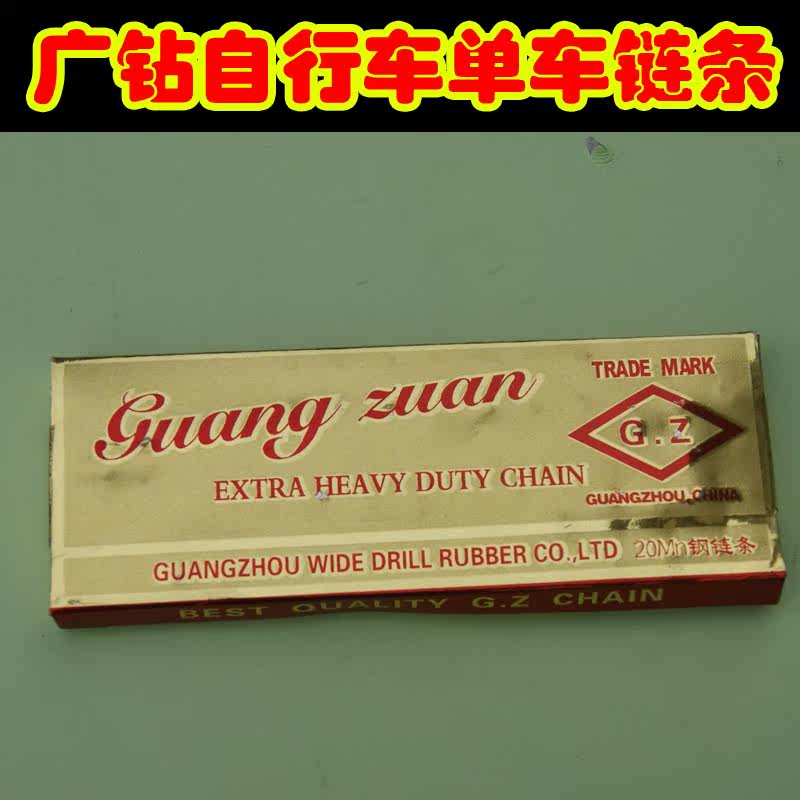 广钻自行车单车链条
Guang zuan
TRADE MARK
G.Z
EXTRA HEAVY DUTY CHAIN
GUANGZHOU, CHINA
GUANGZHOU WIDE DRILL RUBBER CO.,LTD 20Mn钢链条
BEST QUALITY G.Z CHAIN